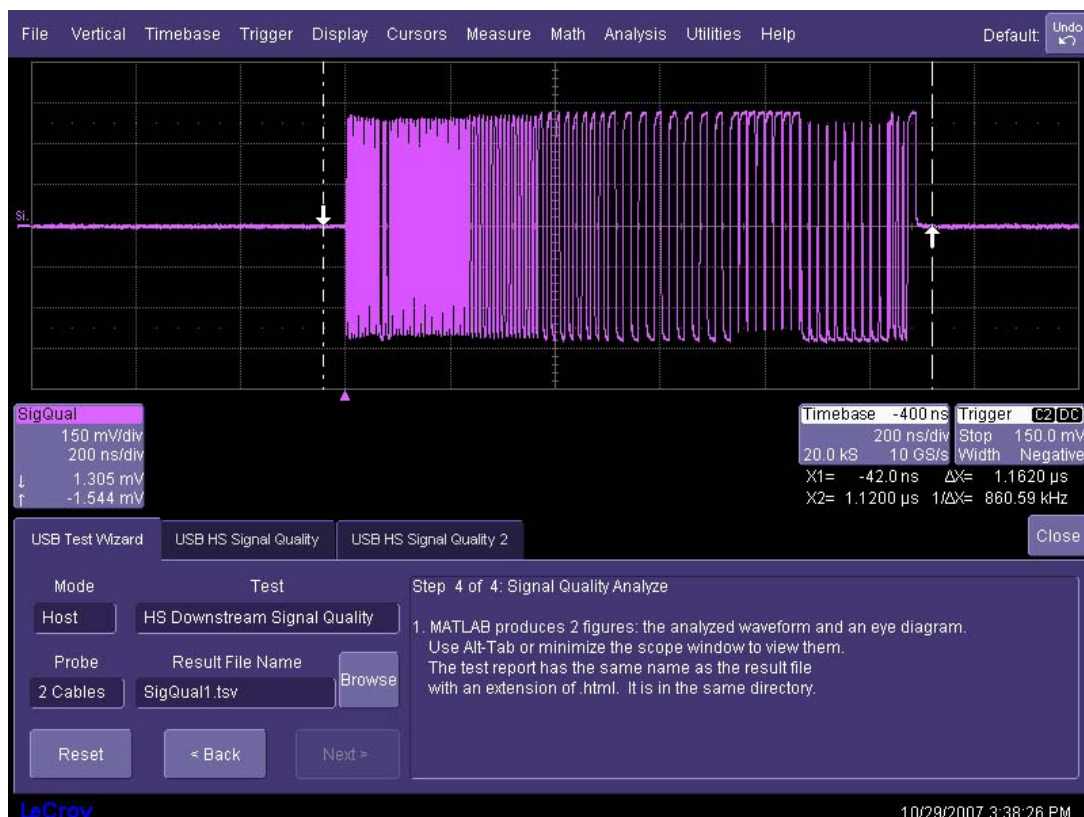 File Vertical Timebase Trigger Display Cursors Measure Math Analysis Utilities Help Default: Undo
Si.
SigQual
150 mV/div
200 ns/div
↓ 1.305 mV
↑ -1.544 mV
Timebase -400 ns
200 ns/div
20.0 kS 10 GS/s
Trigger C2 DC
Stop 150.0 mV
Width Negative
X1= -42.0 ns ΔX= 1.1620 µs
X2= 1.1200 µs 1/ΔX= 860.59 kHz
USB Test Wizard USB HS Signal Quality USB HS Signal Quality 2 Close
Mode Test
Host HS Downstream Signal Quality
Probe Result File Name
2 Cables SigQual1.tsv Browse
Reset < Back Next >
Step 4 of 4: Signal Quality Analyze
1. MATLAB produces 2 figures: the analyzed waveform and an eye diagram.
Use Alt-Tab or minimize the scope window to view them.
The test report has the same name as the result file
with an extension of .html. It is in the same directory.
LeCroy 10/29/2007 3:38:26 PM